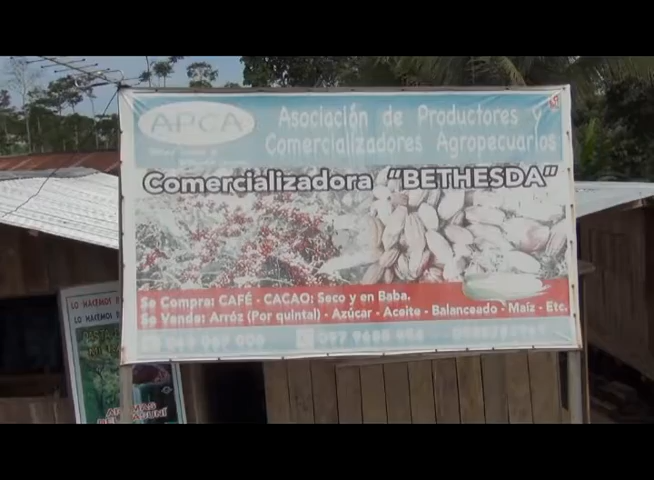 APCA
Asociación de Productores y
Comercializadores Agropecuarios
Comercializadora "BETHESDA"
Se Compra: CAFÉ - CACAO: Seco y en Baba.
Se Vende: Arróz (Por quintal) - Azúcar - Aceite - Balanceado - Maíz - Etc.
LO HACEMOS
LO HACEMOS